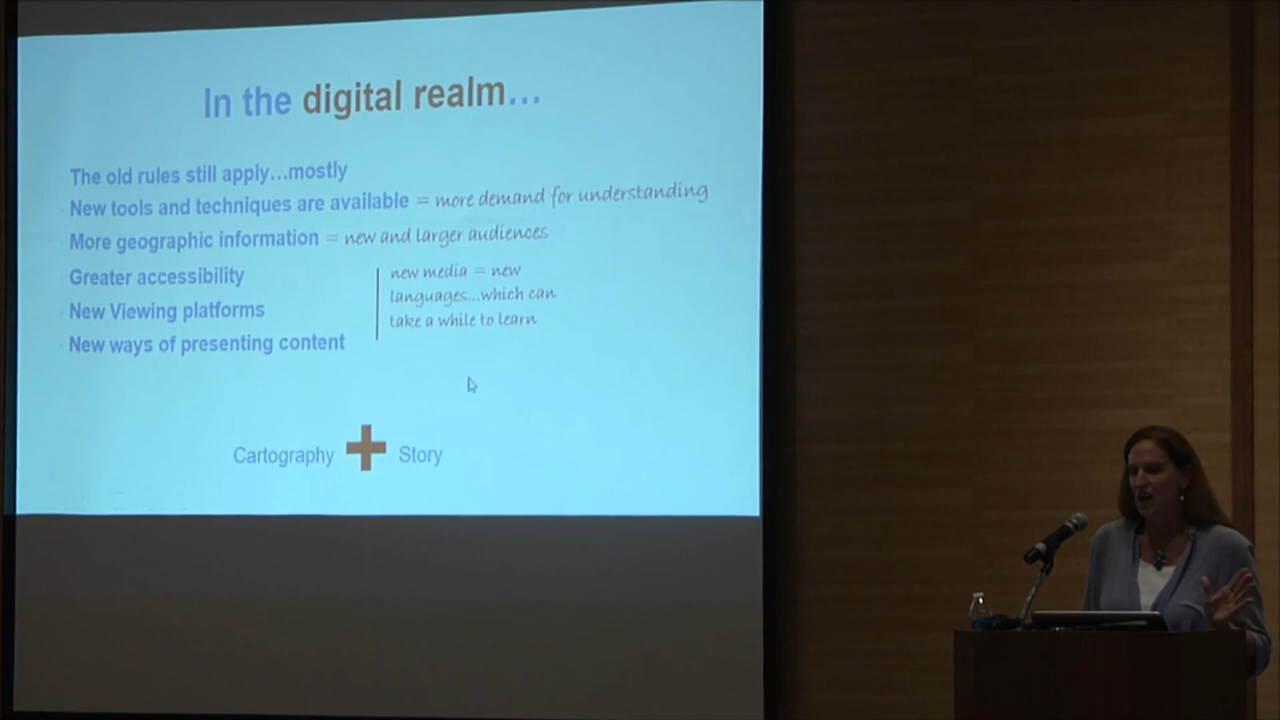 In the digital realm...
The old rules still apply...mostly
New tools and techniques are available = more demand for understanding
More geographic information = new and larger audiences
Greater accessibility
New Viewing platforms
New ways of presenting content
new media = new
languages...which can
take a while to learn
Cartography + Story